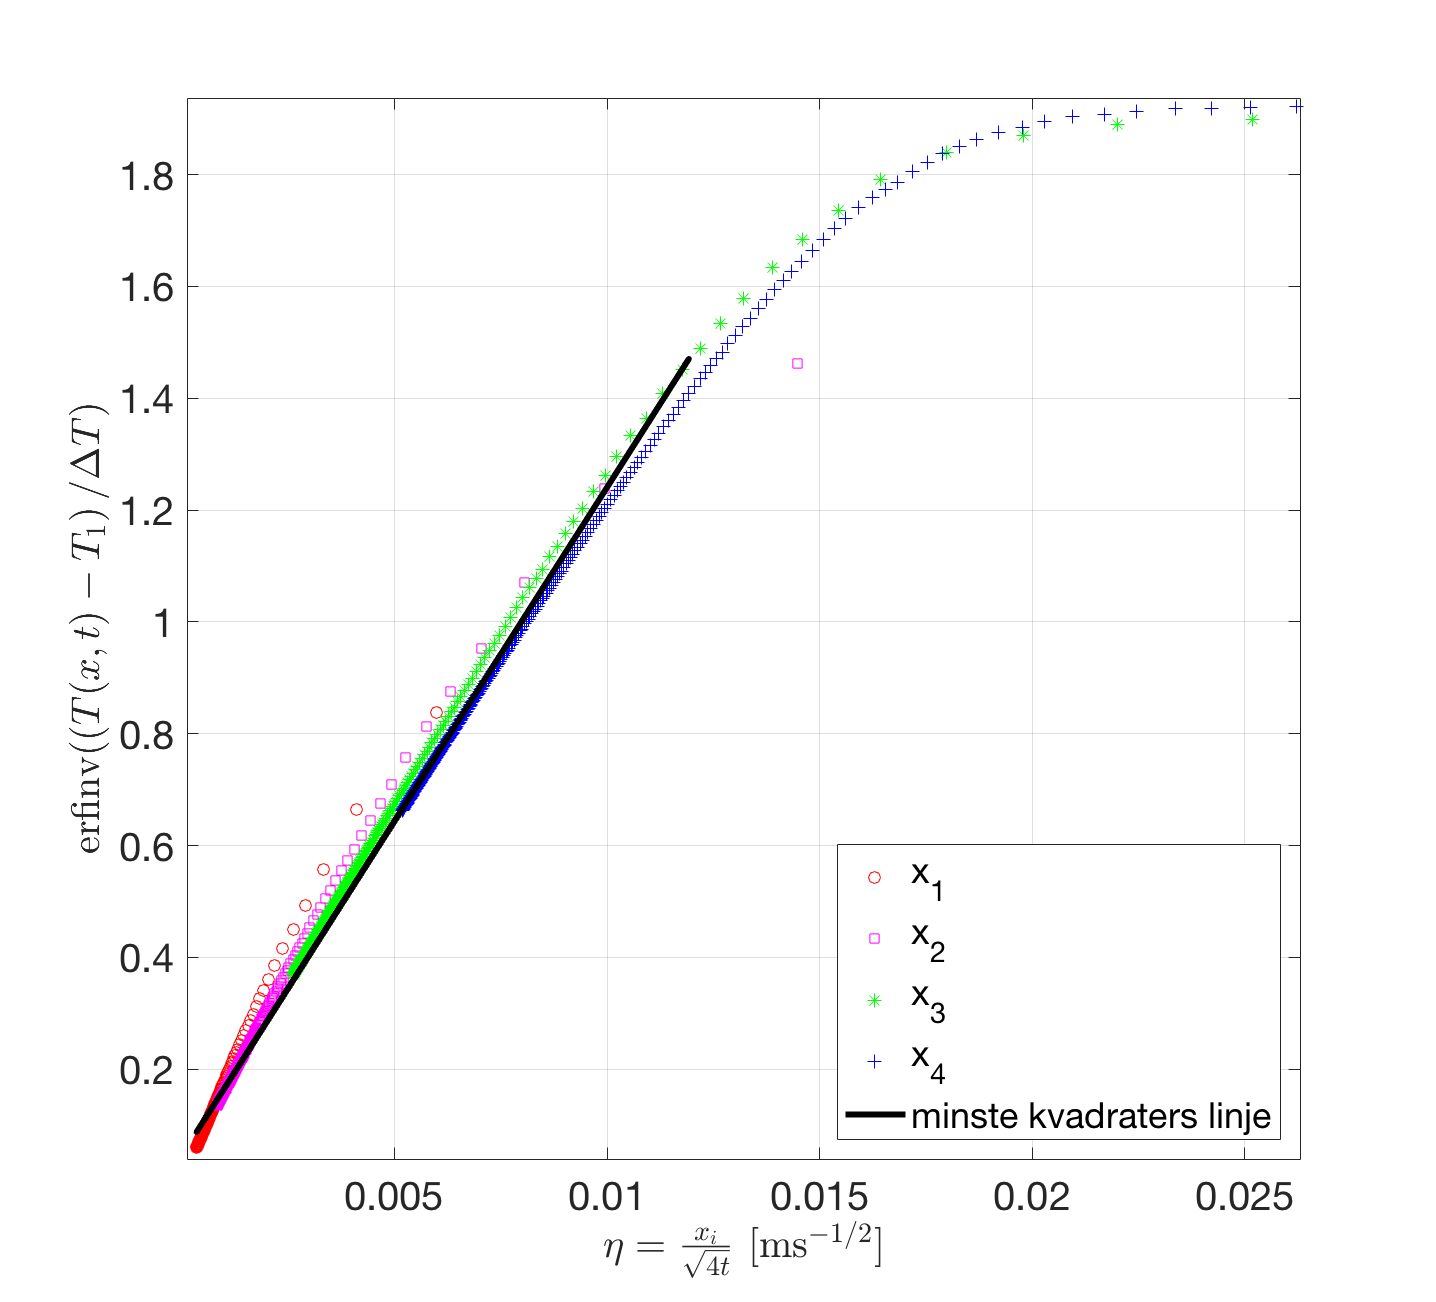 erfinv((T(x, t) − T₁) /ΔT)
1.8
1.6
1.4
1.2
1
0.8
0.6
0.4
0.2
x₁
x₂
x₃
x₄
minste kvadraters linje
0.005 0.01 0.015 0.02 0.025
η = xᵢ/√4t [ms⁻¹/²]